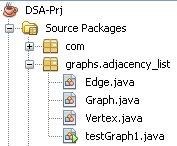 DSA-Prj
Source Packages
com
graphs.adjacency_list
Edge.java
Graph.java
Vertex.java
testGraph1.java